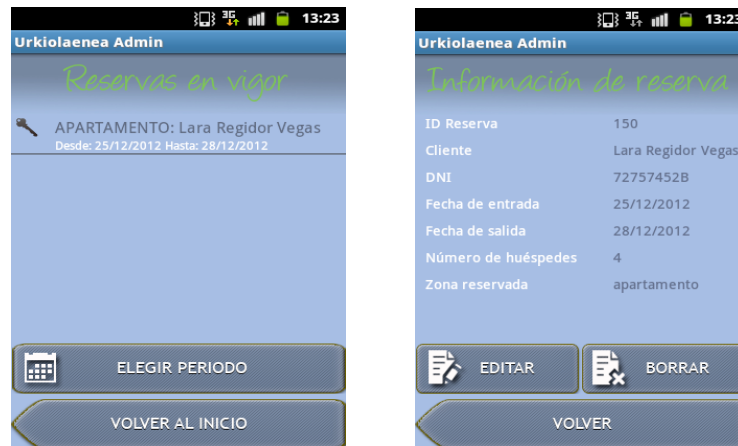 3G 13:23
Urkiolaenea Admin
Reservas en vigor
APARTAMENTO: Lara Regidor Vegas
Desde: 25/12/2012 Hasta: 28/12/2012
ELEGIR PERIODO
VOLVER AL INICIO
3G 13:23
Urkiolaenea Admin
Información de reserva
ID Reserva 150
Cliente Lara Regidor Vegas
DNI 72757452B
Fecha de entrada 25/12/2012
Fecha de salida 28/12/2012
Número de huéspedes 4
Zona reservada apartamento
EDITAR BORRAR
VOLVER